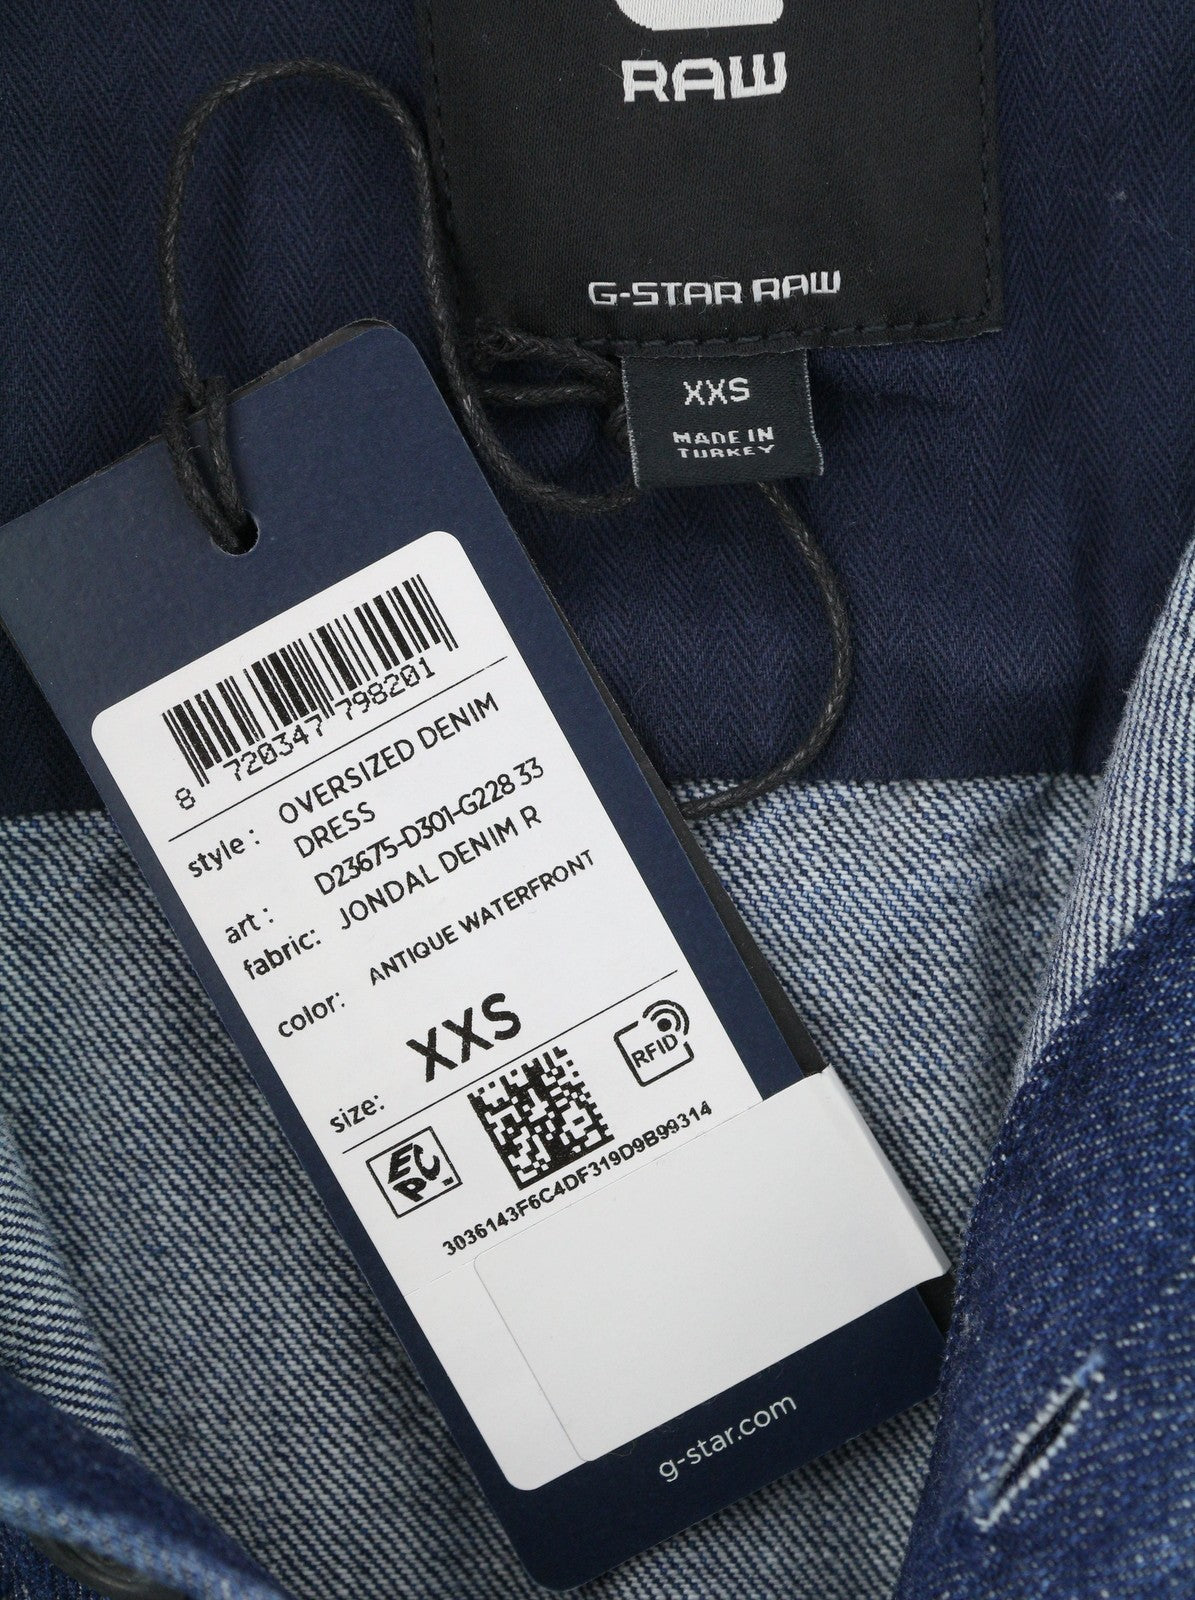 RAW
G-STAR RAW
XXS
MADE IN
TURKEY
8 720347 798201
style : OVERSIZED DENIM
DRESS
art : D23675-D301-G228 33
fabric: JONDAL DENIM R
color: ANTIQUE WATERFRONT
size: XXS
RFID
EPC
3036143F6C4DF319D9B99314
g-star.com